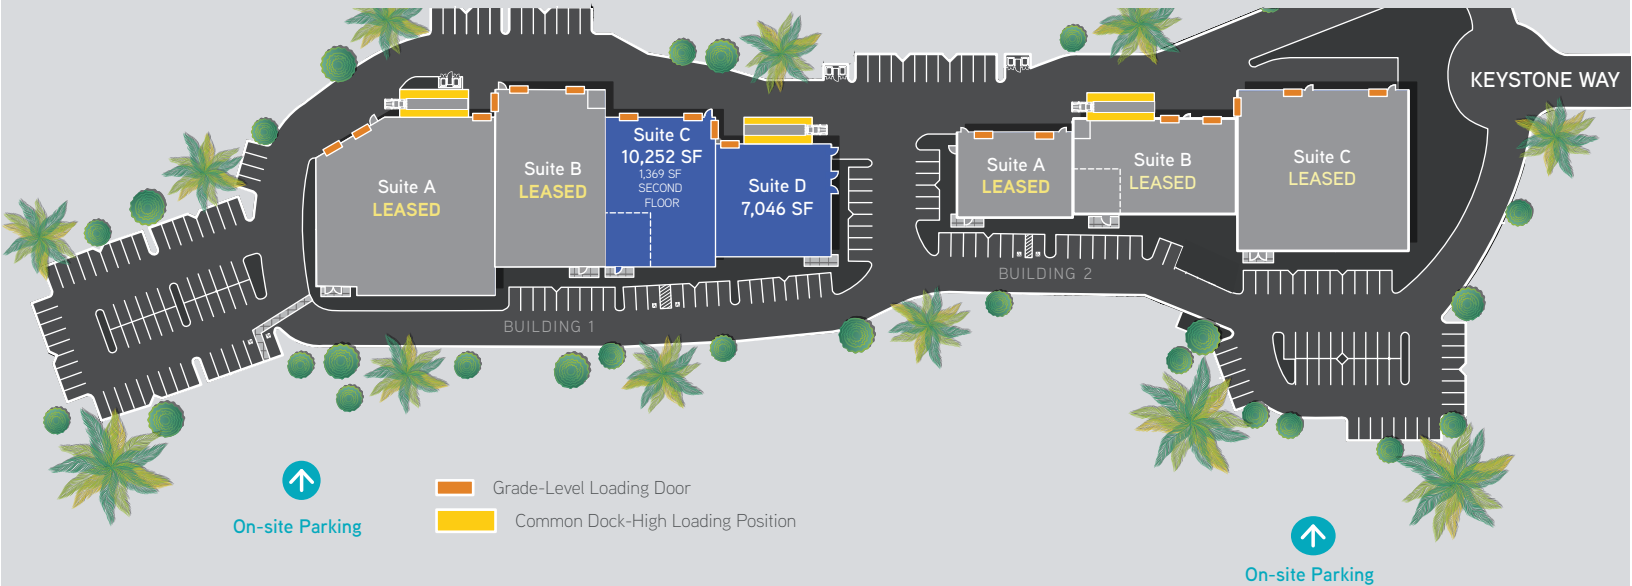 KEYSTONE WAY
Suite A
LEASED
Suite B
LEASED
Suite C
10,252 SF
1,369 SF
SECOND
FLOOR
Suite D
7,046 SF
Suite A
LEASED
Suite B
LEASED
Suite C
LEASED
BUILDING 1
BUILDING 2
Grade-Level Loading Door
Common Dock-High Loading Position
On-site Parking
On-site Parking